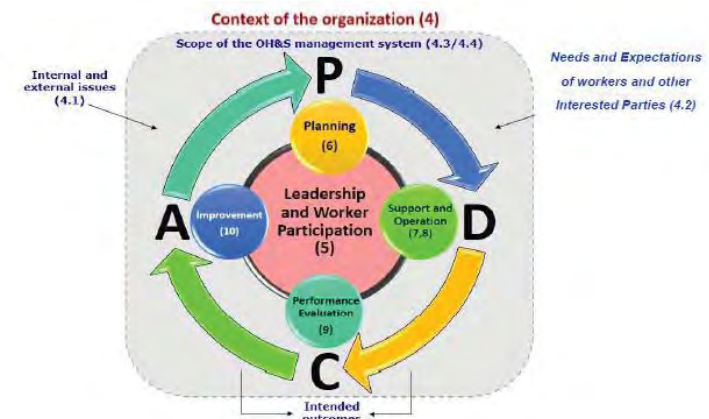 Context of the organization (4)
Scope of the OH&S management system (4.3/4.4)
Internal and
external issues
(4.1)
Needs and Expectations
of workers and other
Interested Parties (4.2)
P
Planning
(6)
Leadership
and Worker
Participation
(5)
A
Improvement
(10)
Support and
Operation
(7,8)
D
Performance
Evaluation
(9)
C
Intended
outcomes